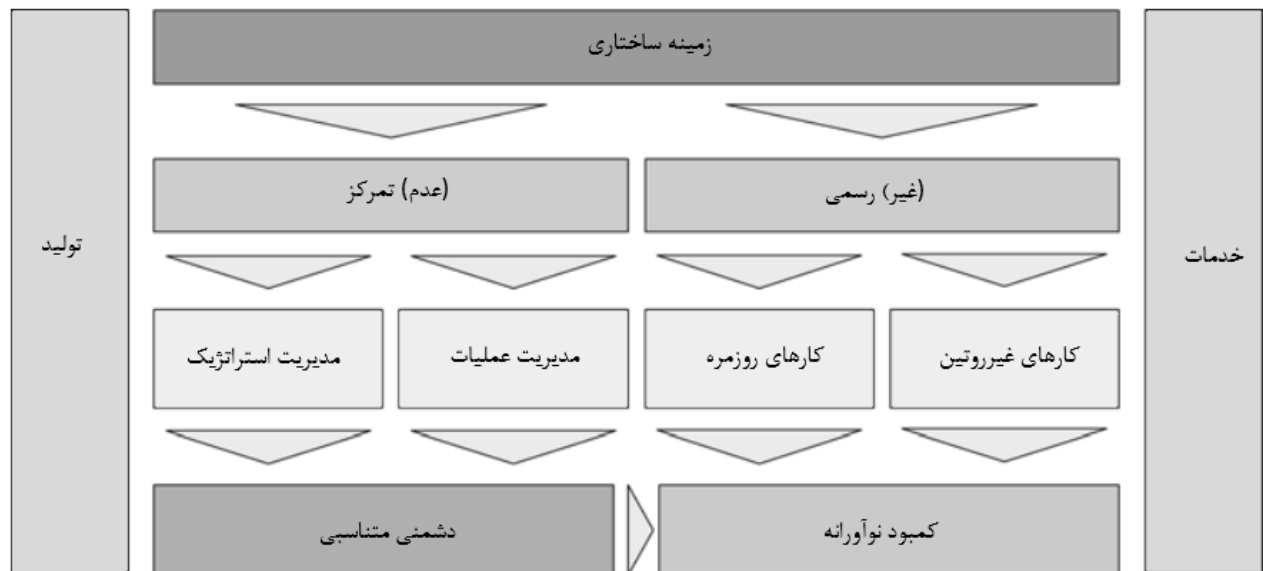 زمینه ساختاری
(غیر) رسمی
(عدم) تمرکز
خدمات
تولید
کارهای غیرروتین
کارهای روزمره
مدیریت عملیات
مدیریت استراتژیک
کمبود نوآورانه
دشمنی متناسبی